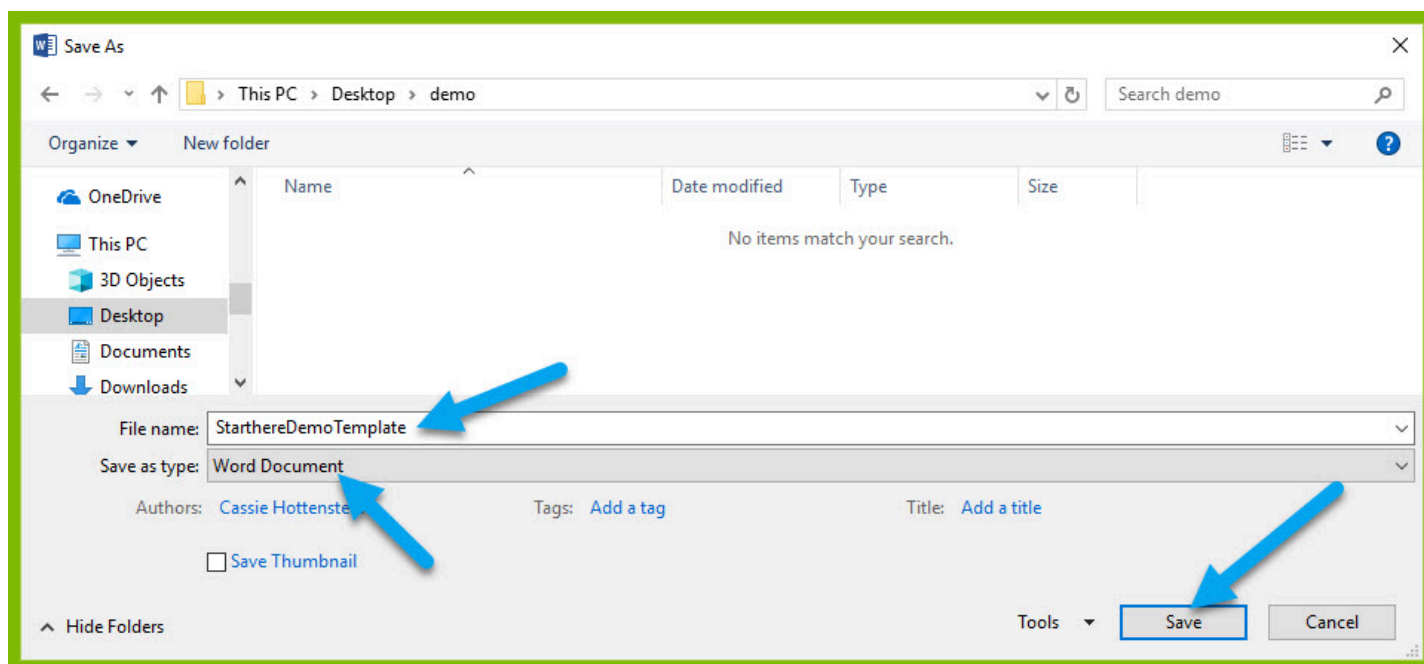 Save As
This PC > Desktop > demo
Search demo
Organize
New folder
Name
Date modified
Type
Size
No items match your search.
OneDrive
This PC
3D Objects
Desktop
Documents
Downloads
File name: StarthereDemoTemplate
Save as type: Word Document
Authors: Cassie
Tags: Add a tag
Title: Add a title
Save Thumbnail
Hide Folders
Tools
Save
Cancel